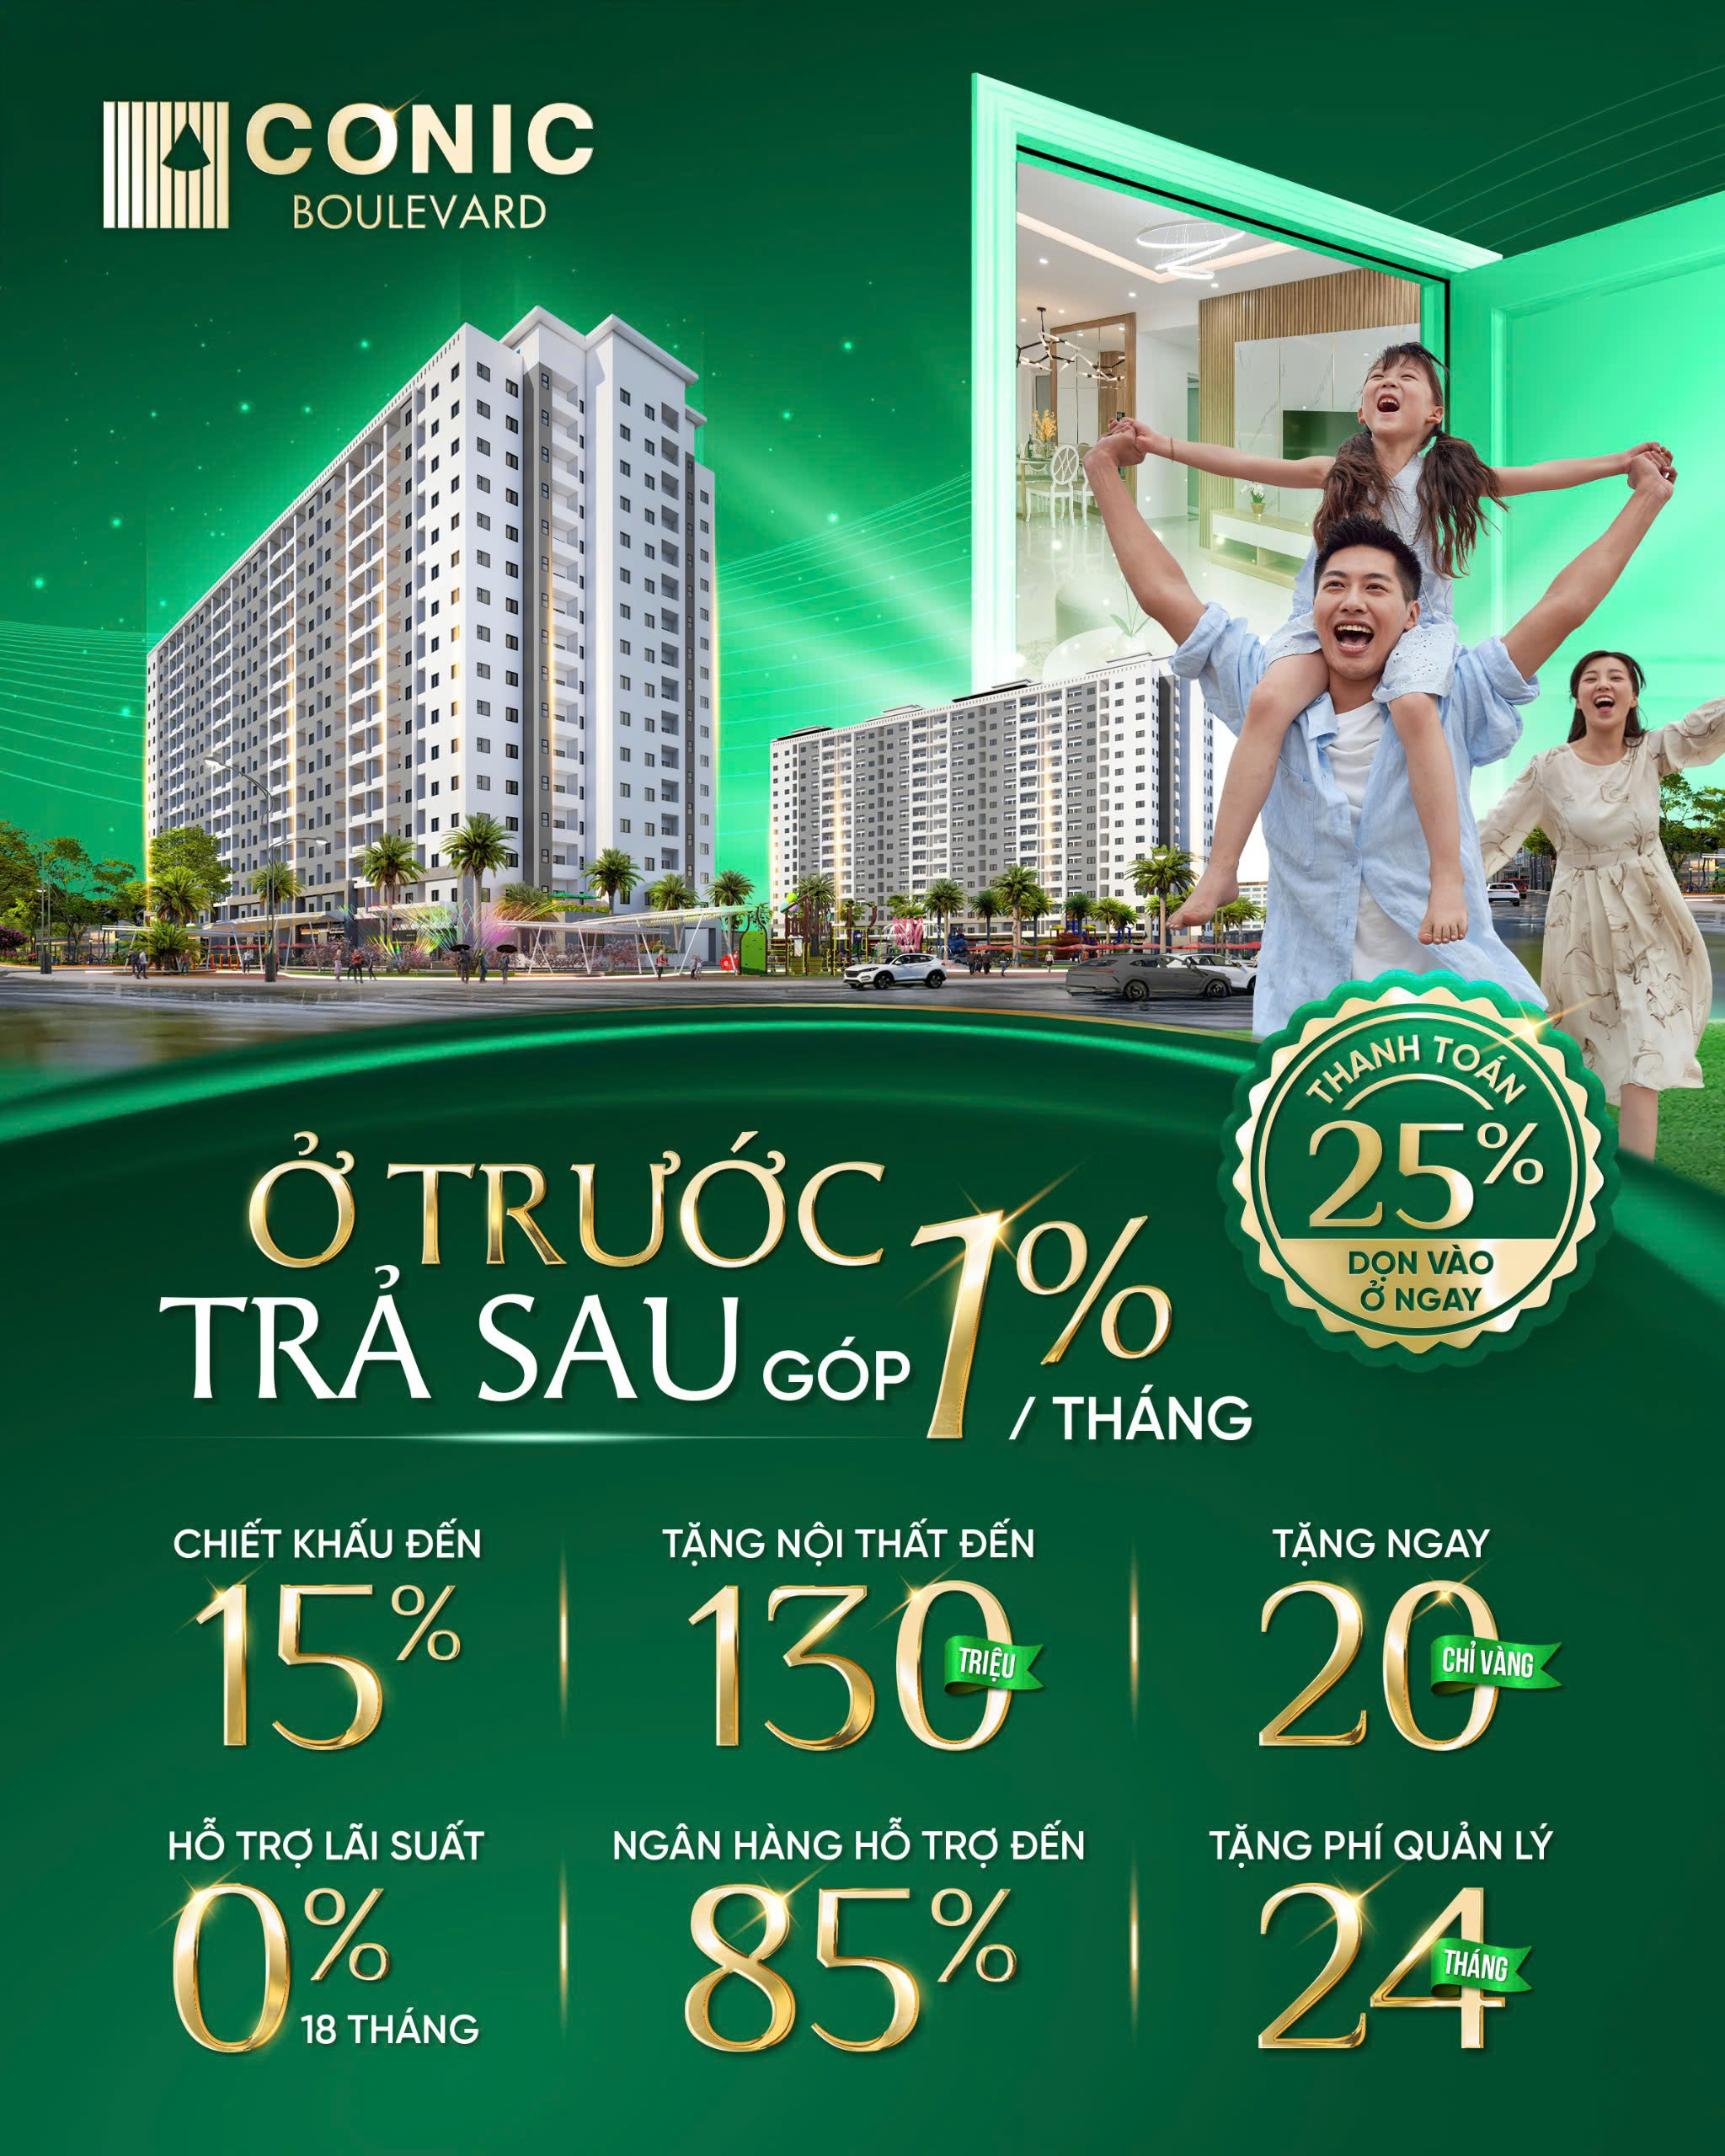 CONIC
BOULEVARD
THANH TOÁN
25%
DỌN VÀO
Ở NGAY
Ở TRƯỚC
TRẢ SAU GÓP 1%
/ THÁNG
CHIẾT KHẤU ĐẾN
15%
TẶNG NỘI THẤT ĐẾN
130 TRIỆU
TẶNG NGAY
20 CHỈ VÀNG
HỖ TRỢ LÃI SUẤT
0%
18 THÁNG
NGÂN HÀNG HỖ TRỢ ĐẾN
85%
TẶNG PHÍ QUẢN LÝ
24 THÁNG